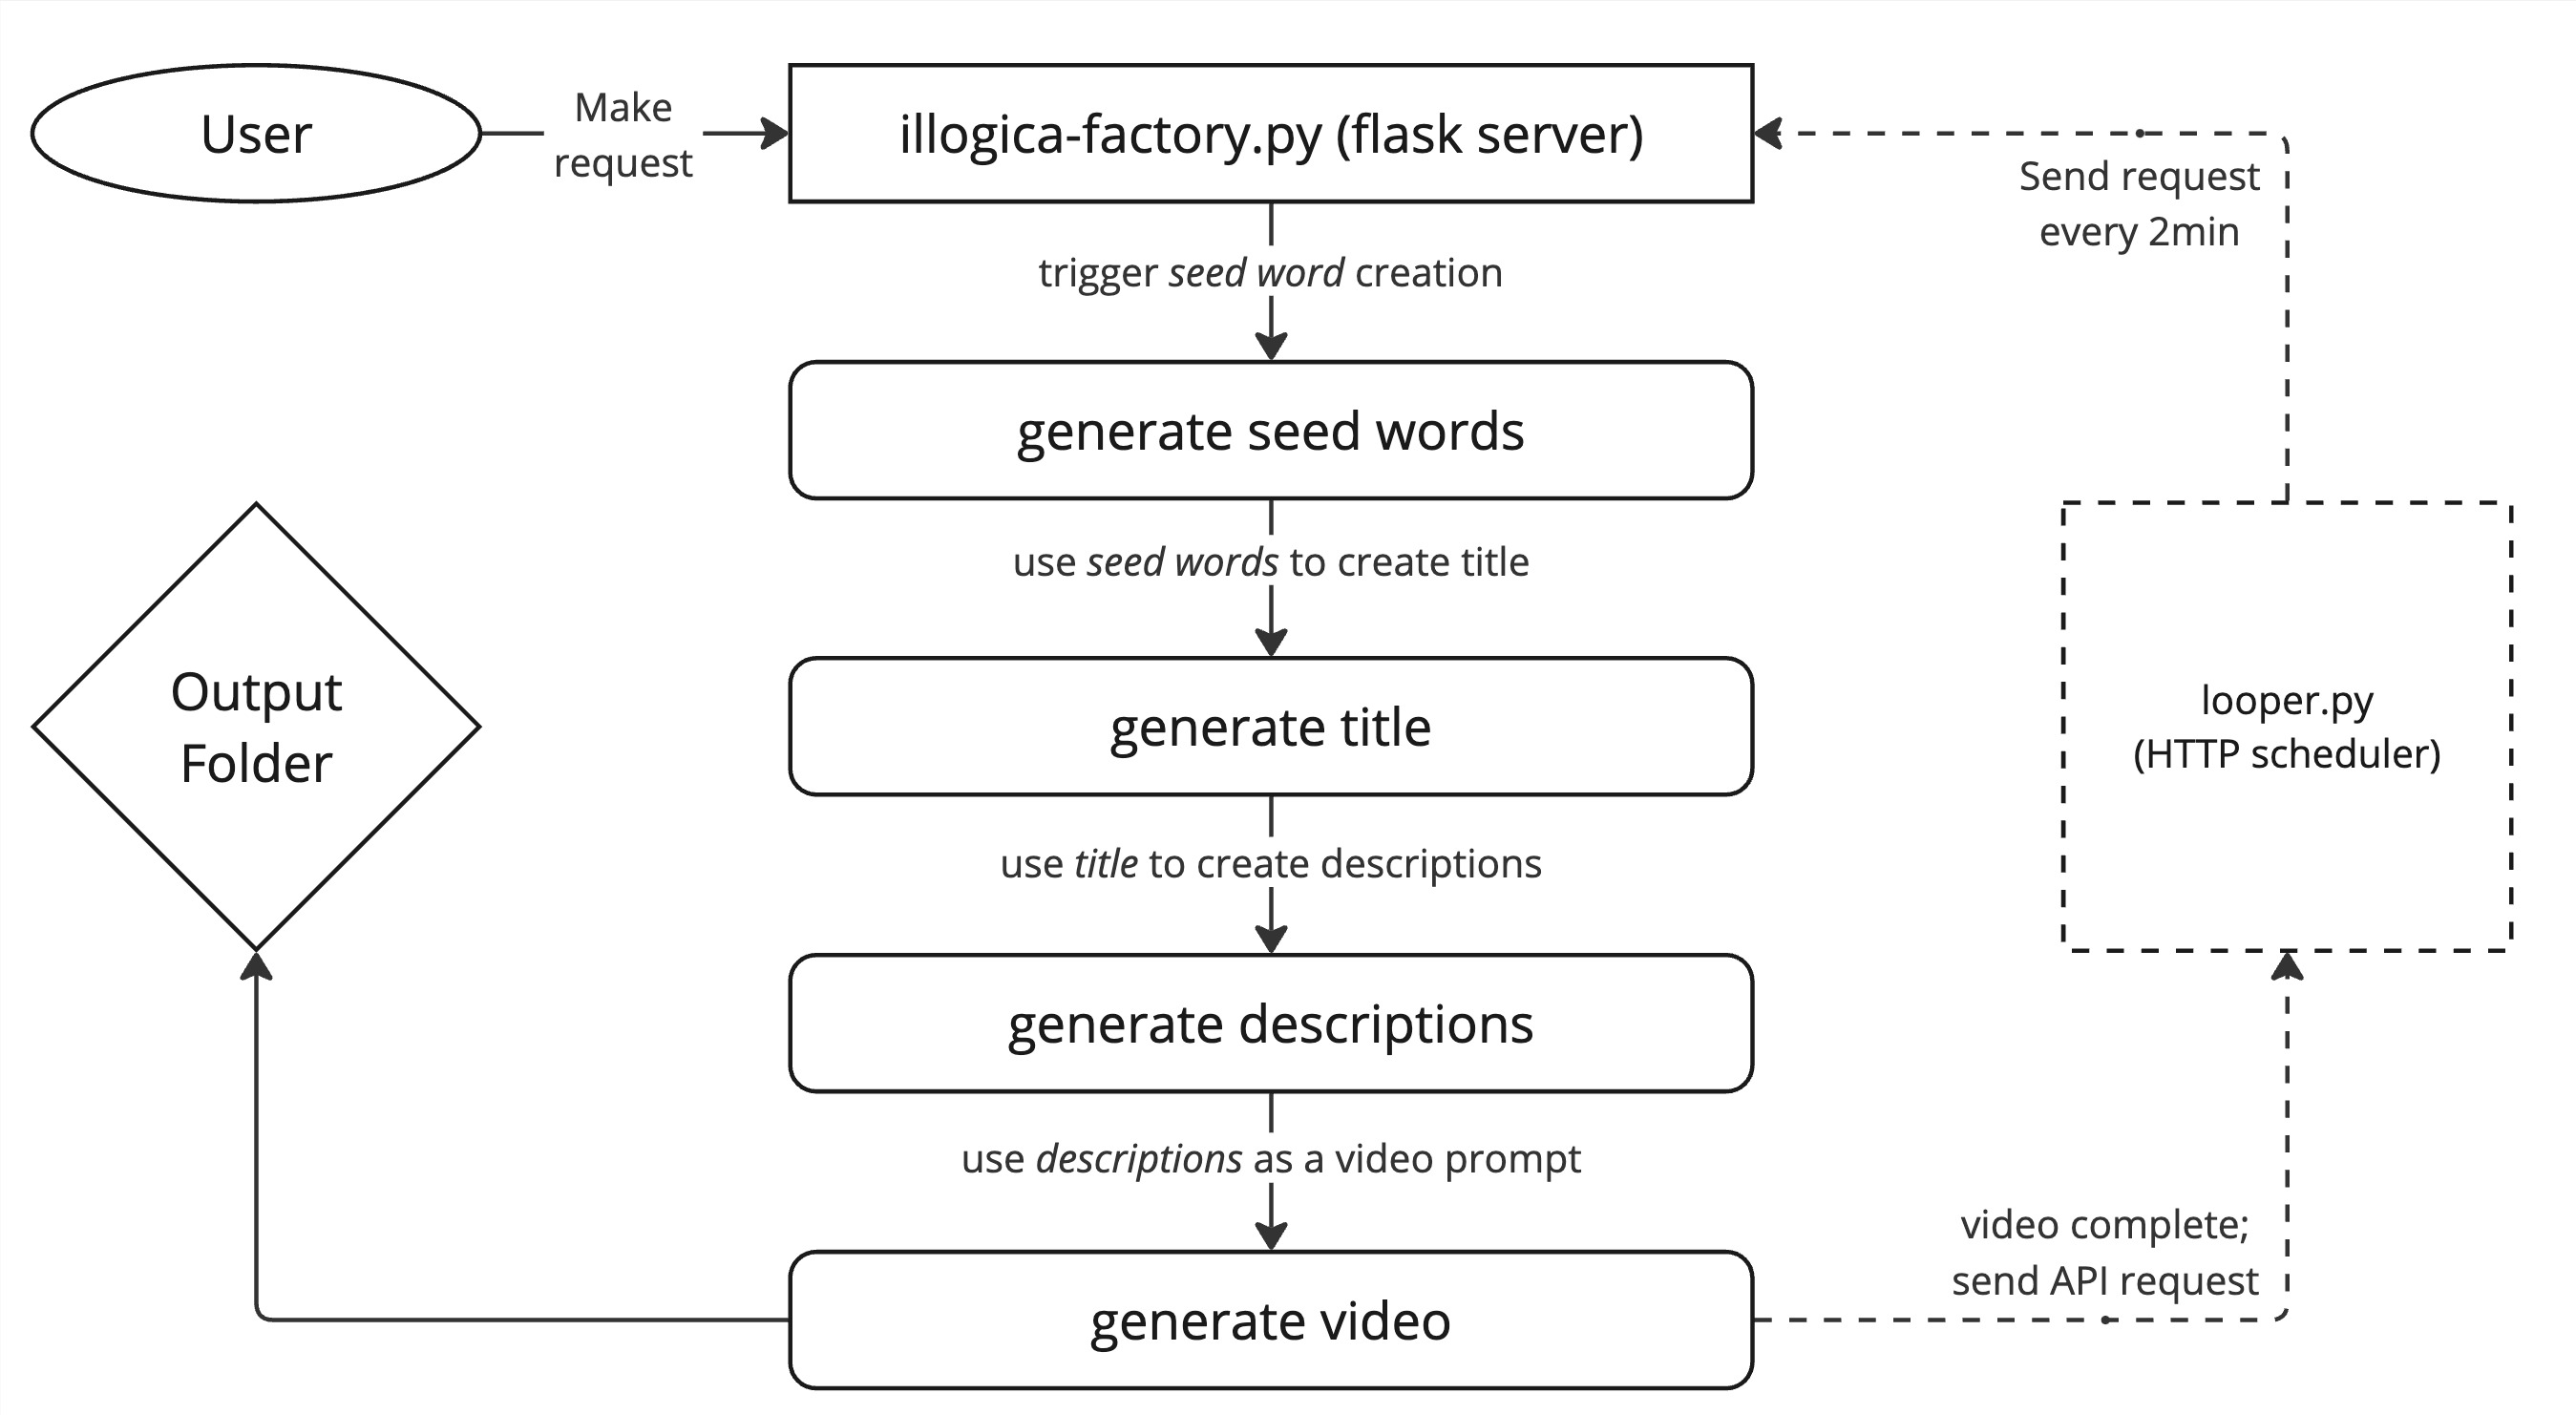 User
Make
request
illogica-factory.py (flask server)
Send request
every 2min
trigger seed word creation
generate seed words
use seed words to create title
Output
Folder
generate title
looper.py
(HTTP scheduler)
use title to create descriptions
generate descriptions
use descriptions as a video prompt
video complete;
send API request
generate video